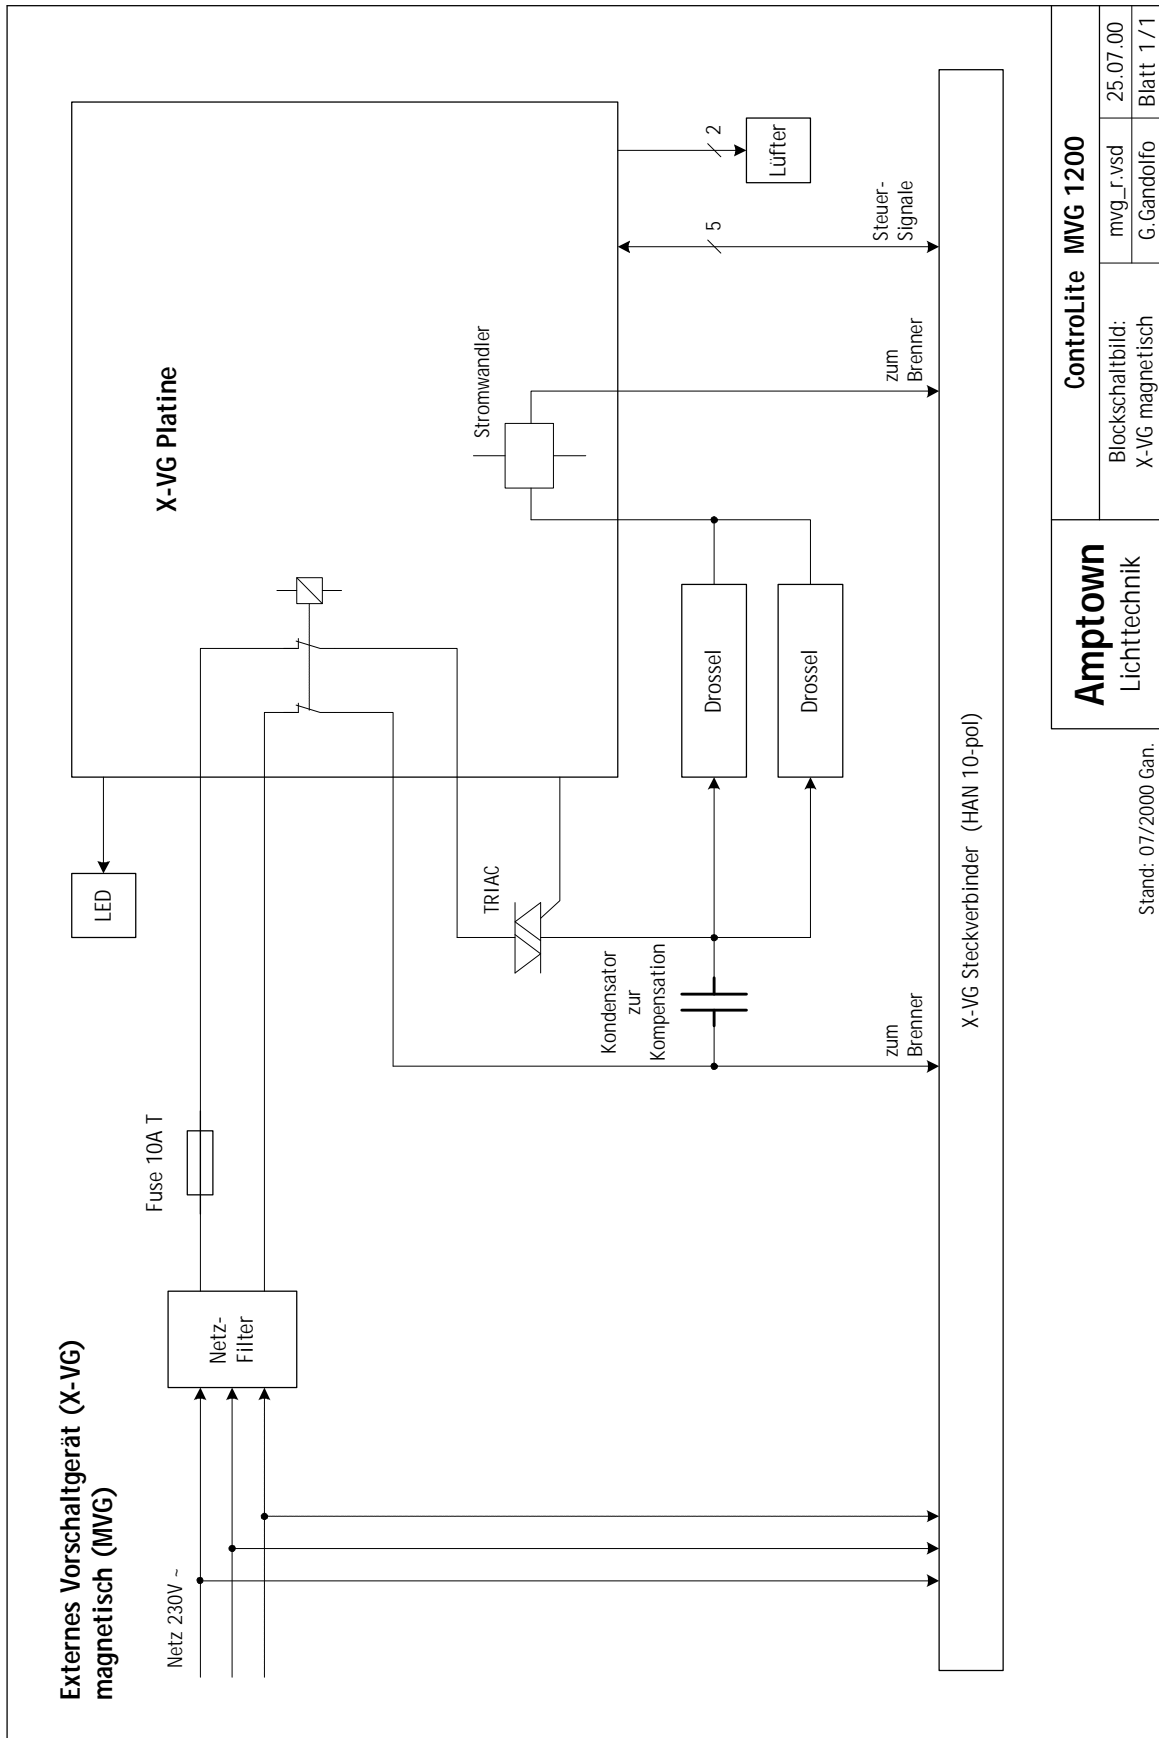 Externes Vorschaltgerät (X-VG)
magnetisch (MVG)
Netz 230V ~
Netz-
Filter
Fuse 10A T
LED
X-VG Platine
TRIAC
Stromwandler
Kondensator
zur
Kompensation
Drossel
Drossel
2
Lüfter
5
Steuer-
Signale
zum
Brenner
zum
Brenner
X-VG Steckverbinder (HAN 10-pol)
Stand: 07/2000 Gan.
Amptown
Lichttechnik
ControLite MVG 1200
Blockschaltbild:
X-VG magnetisch
mvg_r.vsd
25.07.00
G.Gandolfo
Blatt 1/1